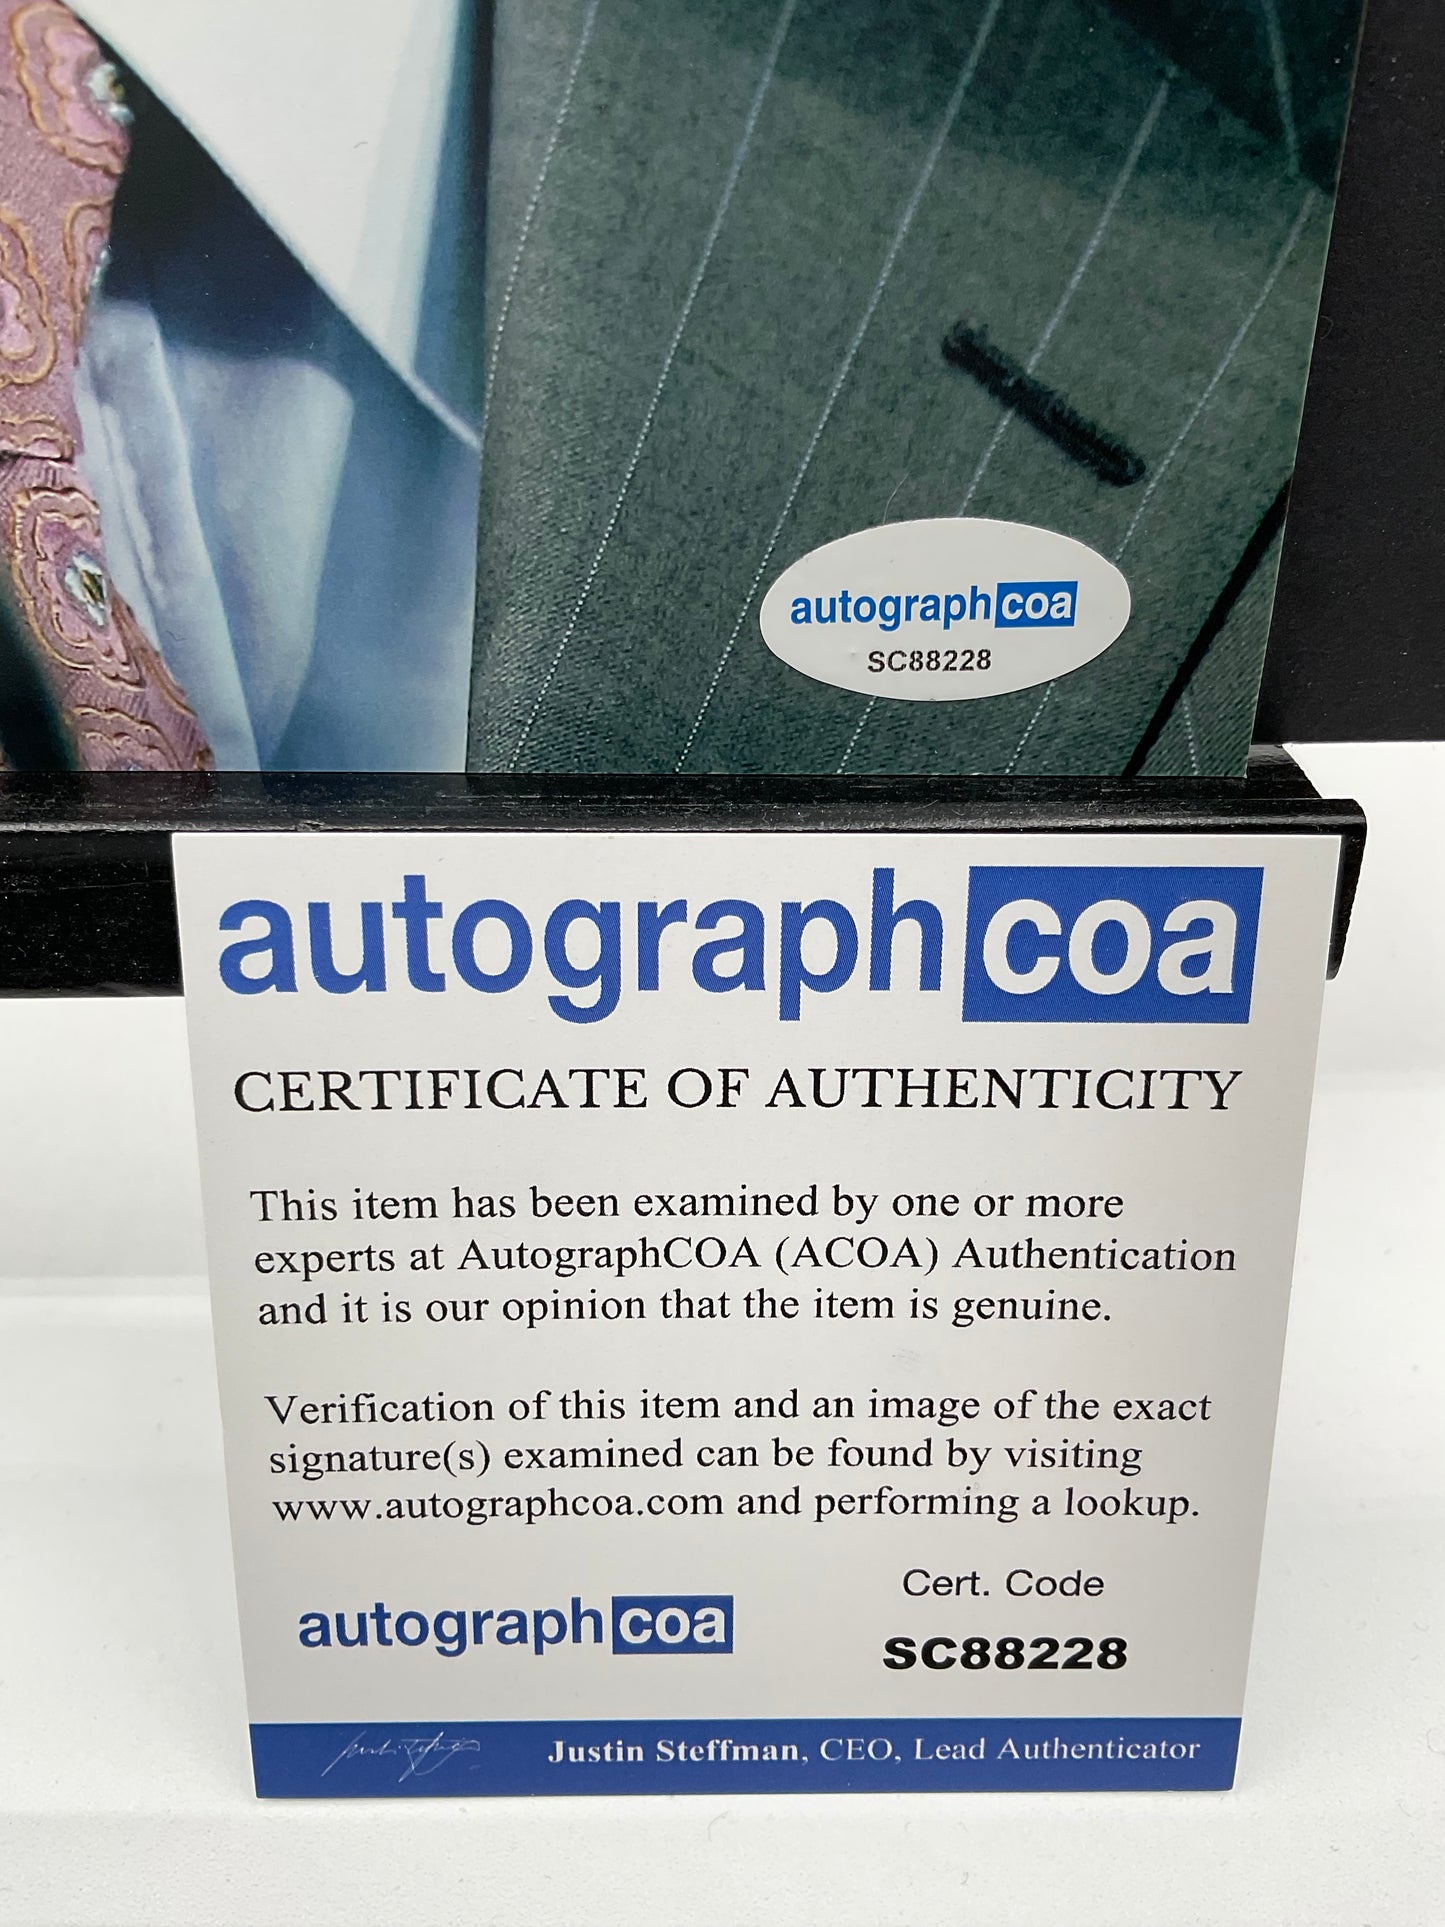 autographcoa
SC88228
autographcoa
CERTIFICATE OF AUTHENTICITY
This item has been examined by one or more
experts at AutographCOA (ACOA) Authentication
and it is our opinion that the item is genuine.
Verification of this item and an image of the exact
signature(s) examined can be found by visiting
www.autographcoa.com and performing a lookup.
Cert. Code
autographcoa
SC88228
Justin Steffman, CEO, Lead Authenticator